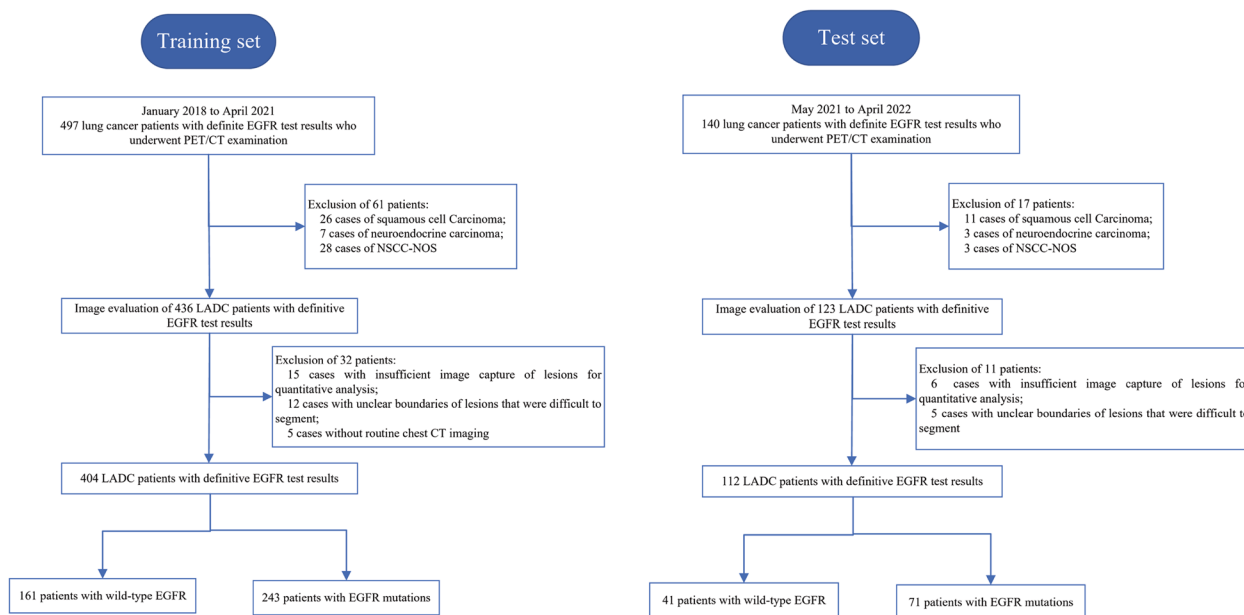 Training set
January 2018 to April 2021
497 lung cancer patients with definite EGFR test results who
underwent PET/CT examination
Exclusion of 61 patients:
26 cases of squamous cell Carcinoma;
7 cases of neuroendocrine carcinoma;
28 cases of NSCC-NOS
Image evaluation of 436 LADC patients with definitive
EGFR test results
Exclusion of 32 patients:
15 cases with insufficient image capture of lesions for
quantitative analysis;
12 cases with unclear boundaries of lesions that were difficult to
segment;
5 cases without routine chest CT imaging
404 LADC patients with definitive EGFR test results
161 patients with wild-type EGFR
243 patients with EGFR mutations
Test set
May 2021 to April 2022
140 lung cancer patients with definite EGFR test results who
underwent PET/CT examination
Exclusion of 17 patients:
11 cases of squamous cell Carcinoma;
3 cases of neuroendocrine carcinoma;
3 cases of NSCC-NOS
Image evaluation of 123 LADC patients with definitive
EGFR test results
Exclusion of 11 patients:
6 cases with insufficient image capture of lesions for
quantitative analysis;
5 cases with unclear boundaries of lesions that were difficult to
segment
112 LADC patients with definitive EGFR test results
41 patients with wild-type EGFR
71 patients with EGFR mutations